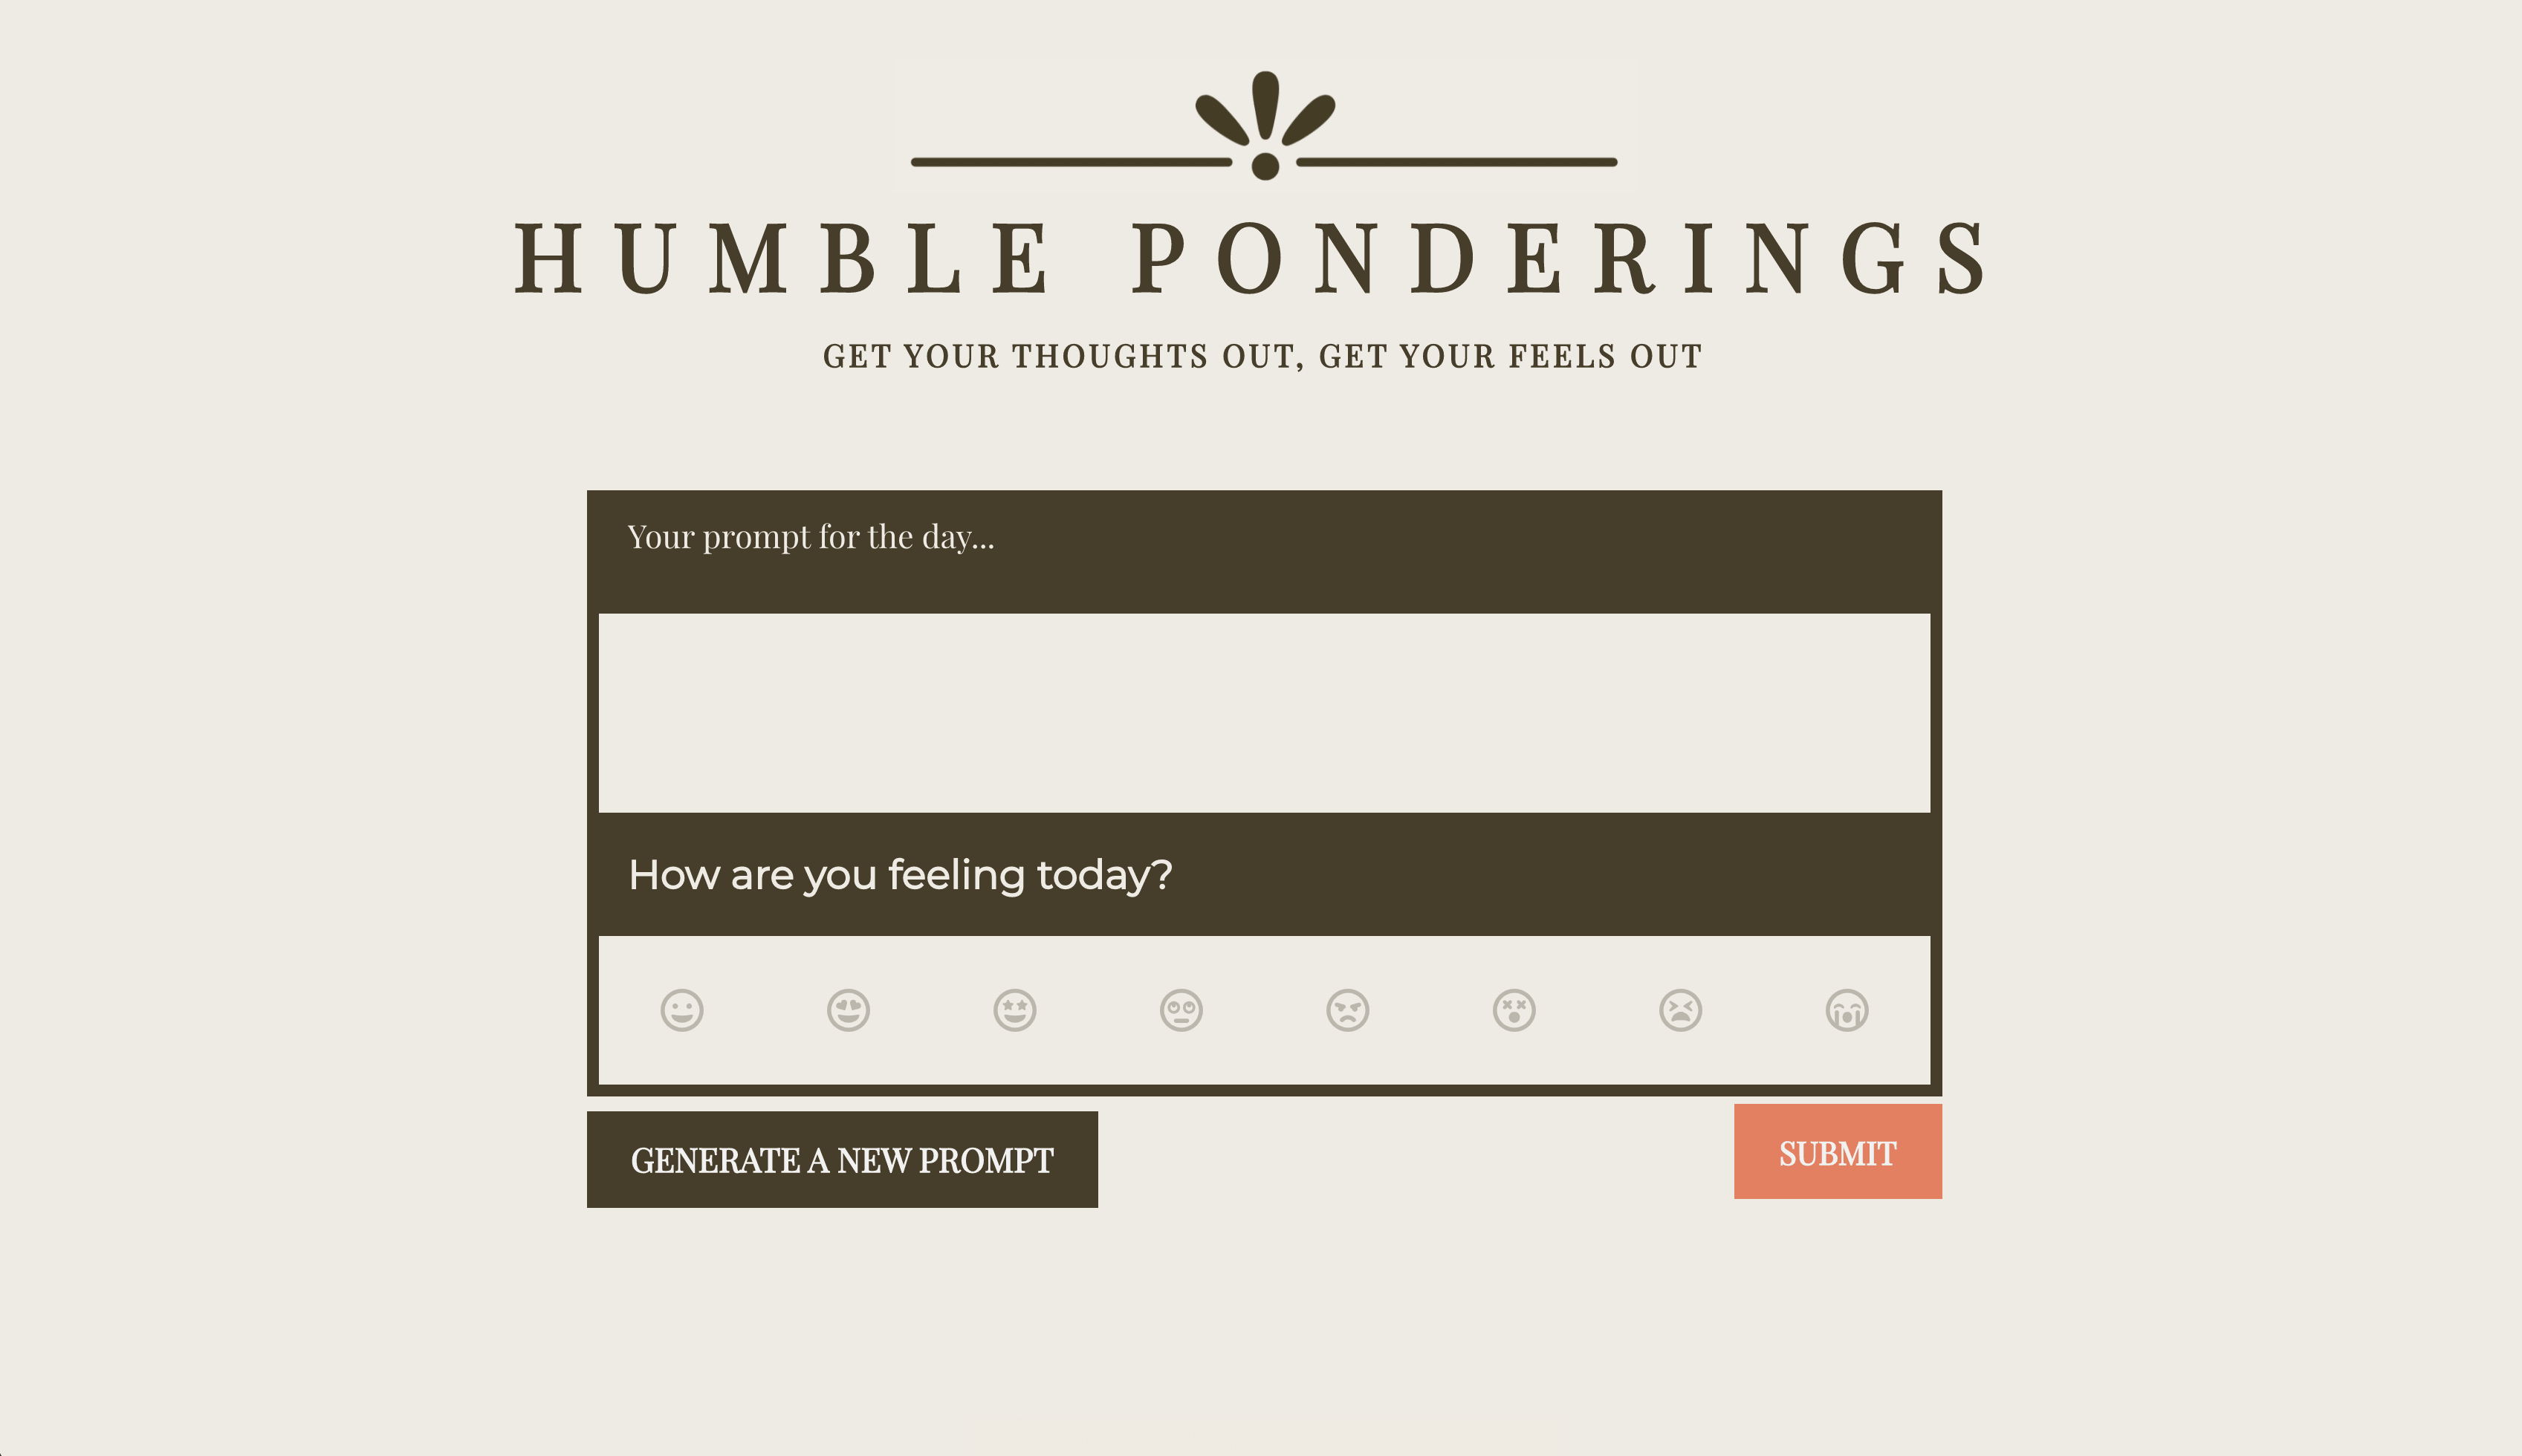 HUMBLE PONDERINGS
GET YOUR THOUGHTS OUT, GET YOUR FEELS OUT
Your prompt for the day...
How are you feeling today?
GENERATE A NEW PROMPT
SUBMIT